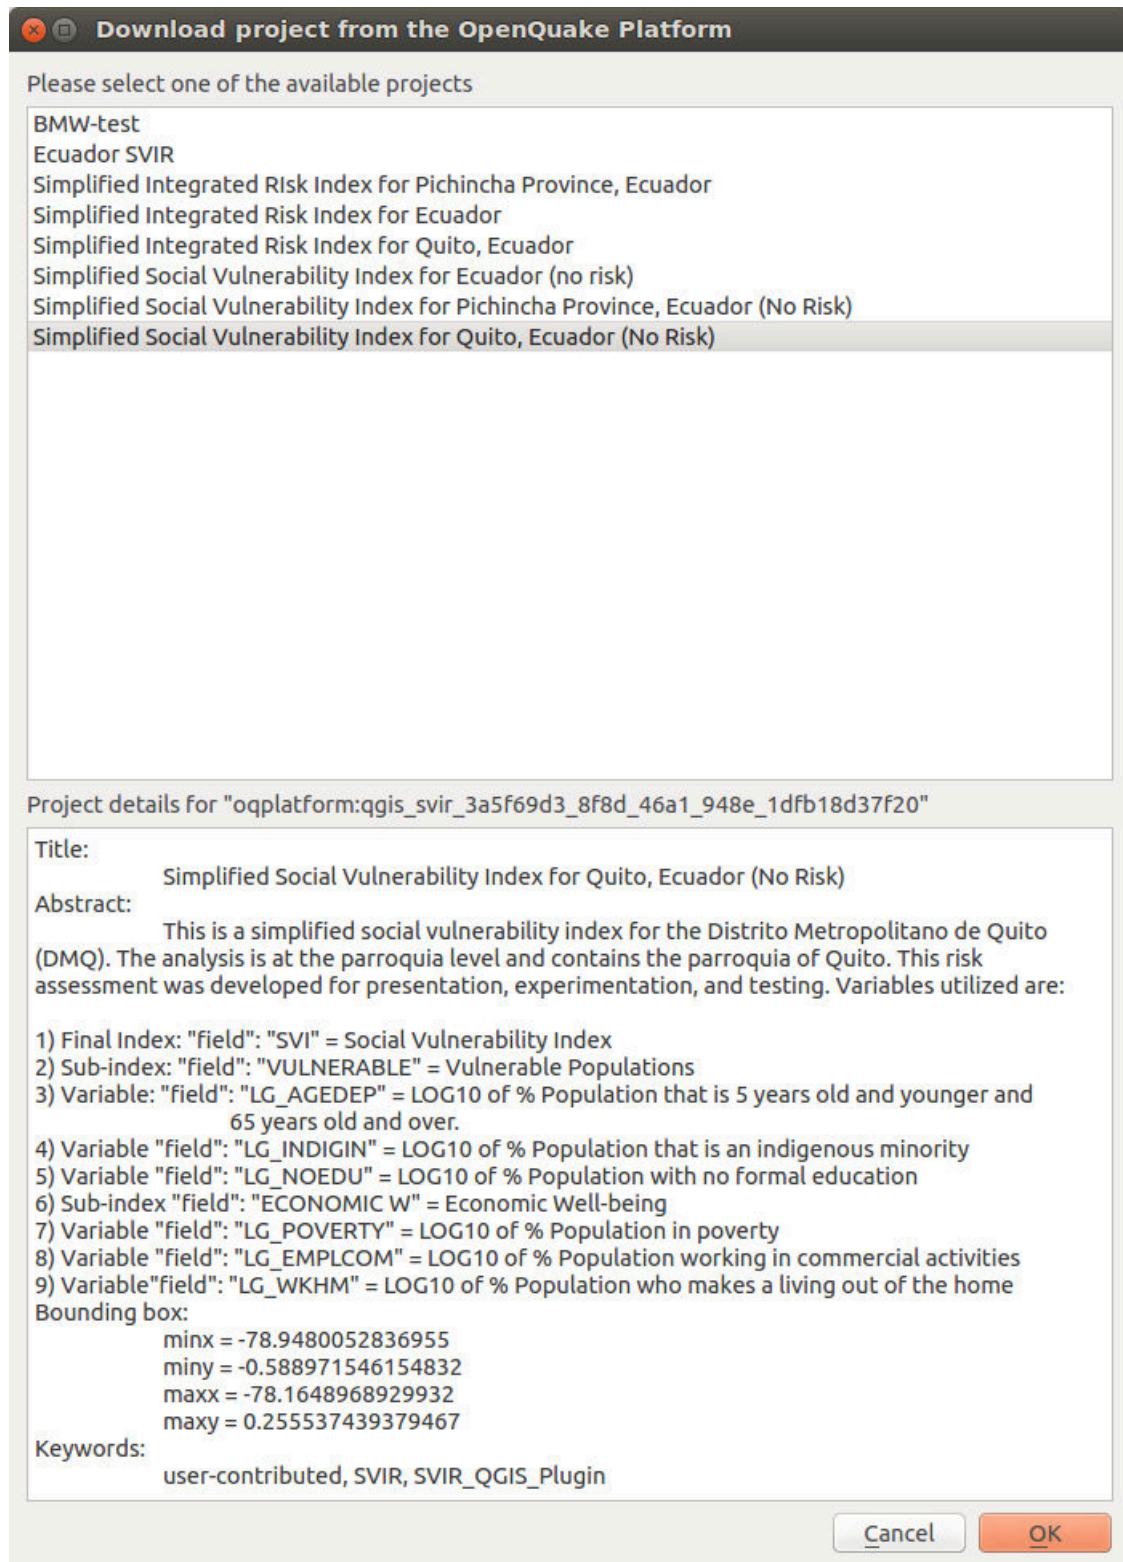 Download project from the OpenQuake Platform
Please select one of the available projects
BMW-test
Ecuador SVIR
Simplified Integrated RIsk Index for Pichincha Province, Ecuador
Simplified Integrated Risk Index for Ecuador
Simplified Integrated Risk Index for Quito, Ecuador
Simplified Social Vulnerability Index for Ecuador (no risk)
Simplified Social Vulnerability Index for Pichincha Province, Ecuador (No Risk)
Simplified Social Vulnerability Index for Quito, Ecuador (No Risk)
Project details for "oqplatform:qgis_svir_3a5f69d3_8f8d_46a1_948e_1dfb18d37f20"
Title:
Simplified Social Vulnerability Index for Quito, Ecuador (No Risk)
Abstract:
This is a simplified social vulnerability index for the Distrito Metropolitano de Quito
(DMQ). The analysis is at the parroquia level and contains the parroquia of Quito. This risk
assessment was developed for presentation, experimentation, and testing. Variables utilized are:
1) Final Index: "field": "SVI" = Social Vulnerability Index
2) Sub-index: "field": "VULNERABLE" = Vulnerable Populations
3) Variable: "field": "LG_AGEDEP" = LOG10 of % Population that is 5 years old and younger and
65 years old and over.
4) Variable "field": "LG_INDIGIN" = LOG10 of % Population that is an indigenous minority
5) Variable "field": "LG_NOEDU" = LOG10 of % Population with no formal education
6) Sub-index "field": "ECONOMIC W" = Economic Well-being
7) Variable "field": "LG_POVERTY" = LOG10 of % Population in poverty
8) Variable "field": "LG_EMPLCOM" = LOG10 of % Population working in commercial activities
9) Variable"field": "LG_WKHM" = LOG10 of % Population who makes a living out of the home
Bounding box:
minx = -78.9480052836955
miny = -0.588971546154832
maxx = -78.1648968929932
maxy = 0.255537439379467
Keywords:
user-contributed, SVIR, SVIR_QGIS_Plugin
Cancel OK